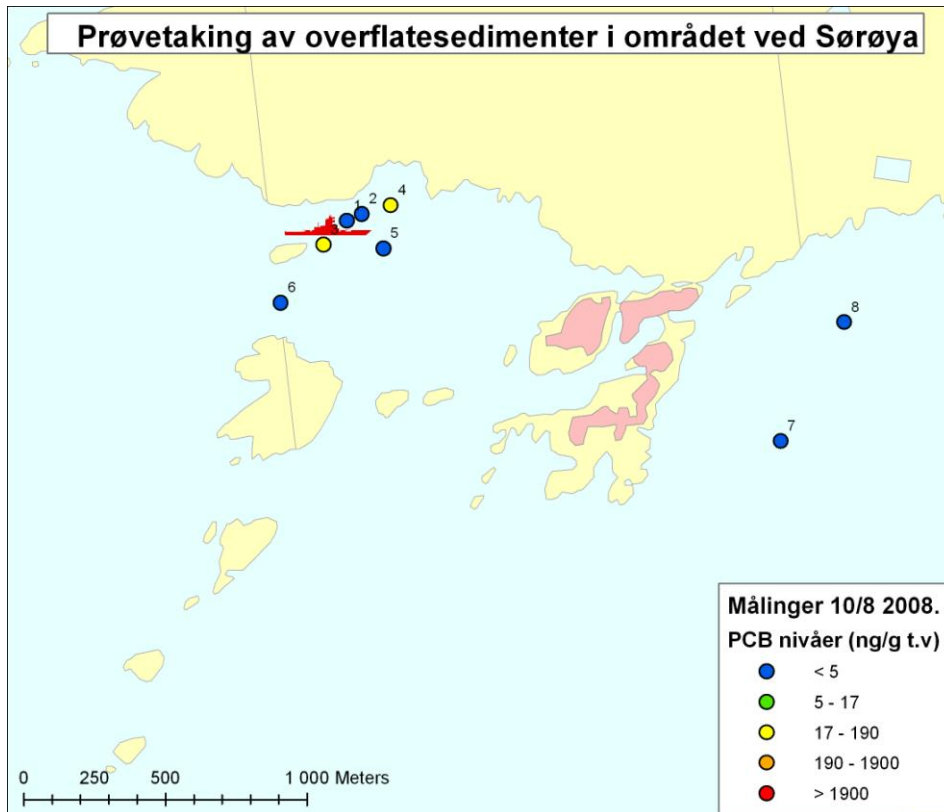 Prøvetaking av overflatesedimenter i området ved Sørøya
4
2
1
3
5
6
8
7
Målinger 10/8 2008.
PCB nivåer (ng/g t.v)
< 5
5 - 17
17 - 190
190 - 1900
> 1900
0 250 500 1 000 Meters